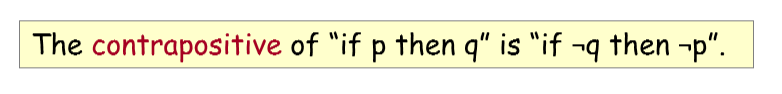 The contrapositive of “if p then q” is “if ¬q then ¬p”.